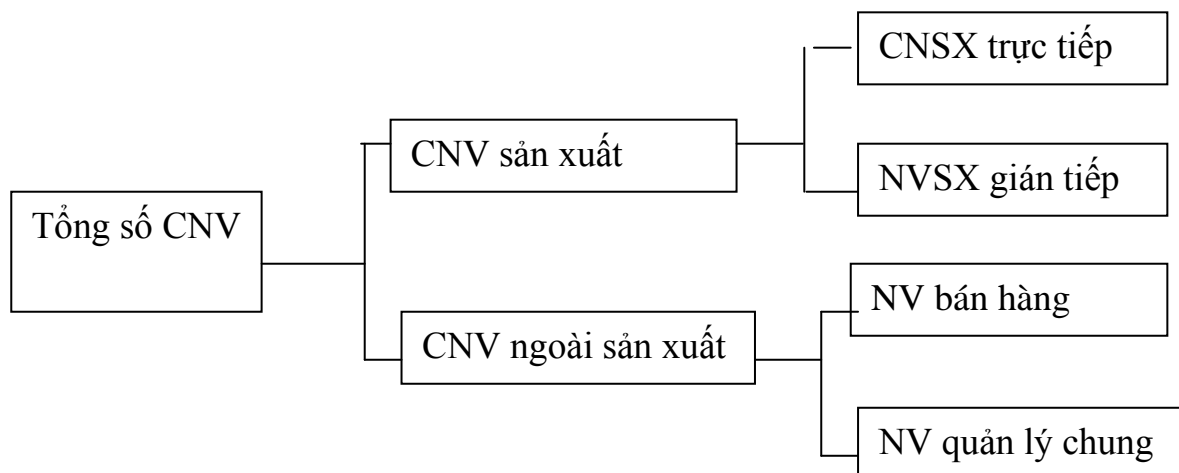 Tổng số CNV
CNV sản xuất
CNSX trực tiếp
NVSX gián tiếp
CNV ngoài sản xuất
NV bán hàng
NV quản lý chung